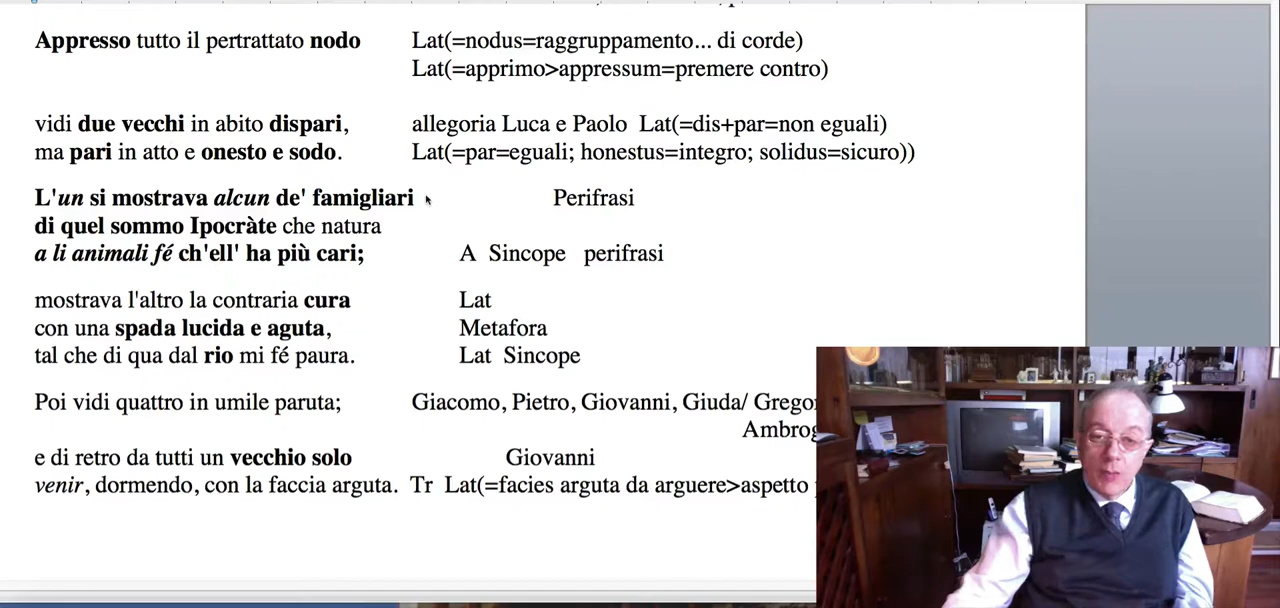 Appresso tutto il pertrattato nodo Lat(=nodus=raggruppamento... di corde)
Lat(=apprimo>appressum=premere contro)
vidi due vecchi in abito dispari, allegoria Luca e Paolo Lat(=dis+par=non eguali)
ma pari in atto e onesto e sodo. Lat(=par=eguali; honestus=integro; solidus=sicuro))
L'un si mostrava alcun de' famigliari Perifrasi
di quel sommo Ipocràte che natura
a li animali fé ch'ell' ha più cari; A Sincope perifrasi
mostrava l'altro la contraria cura Lat
con una spada lucida e aguta, Metafora
tal che di qua dal rio mi fé paura. Lat Sincope
Poi vidi quattro in umile paruta; Giacomo, Pietro, Giovanni, Giuda/ Grego
Ambrog
e di retro da tutti un vecchio solo Giovanni
venir, dormendo, con la faccia arguta. Tr Lat(=facies arguta da arguere>aspetto